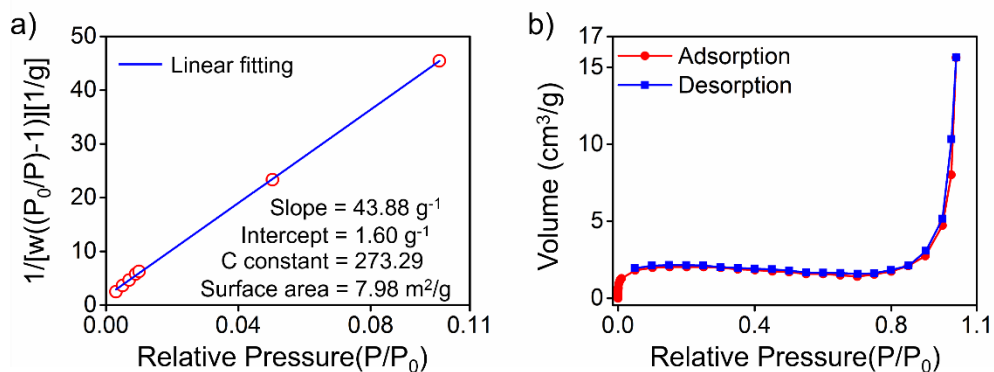 a)
1/[w((P₀/P)-1))][1/g]
50
40
30
20
10
0
Linear fitting
Slope = 43.88 g⁻¹
Intercept = 1.60 g⁻¹
C constant = 273.29
Surface area = 7.98 m²/g
0.00
0.04
0.08
0.11
Relative Pressure(P/P₀)
b)
Volume (cm³/g)
17
15
10
5
0
Adsorption
Desorption
0.0
0.4
0.8
1.1
Relative Pressure(P/P₀)